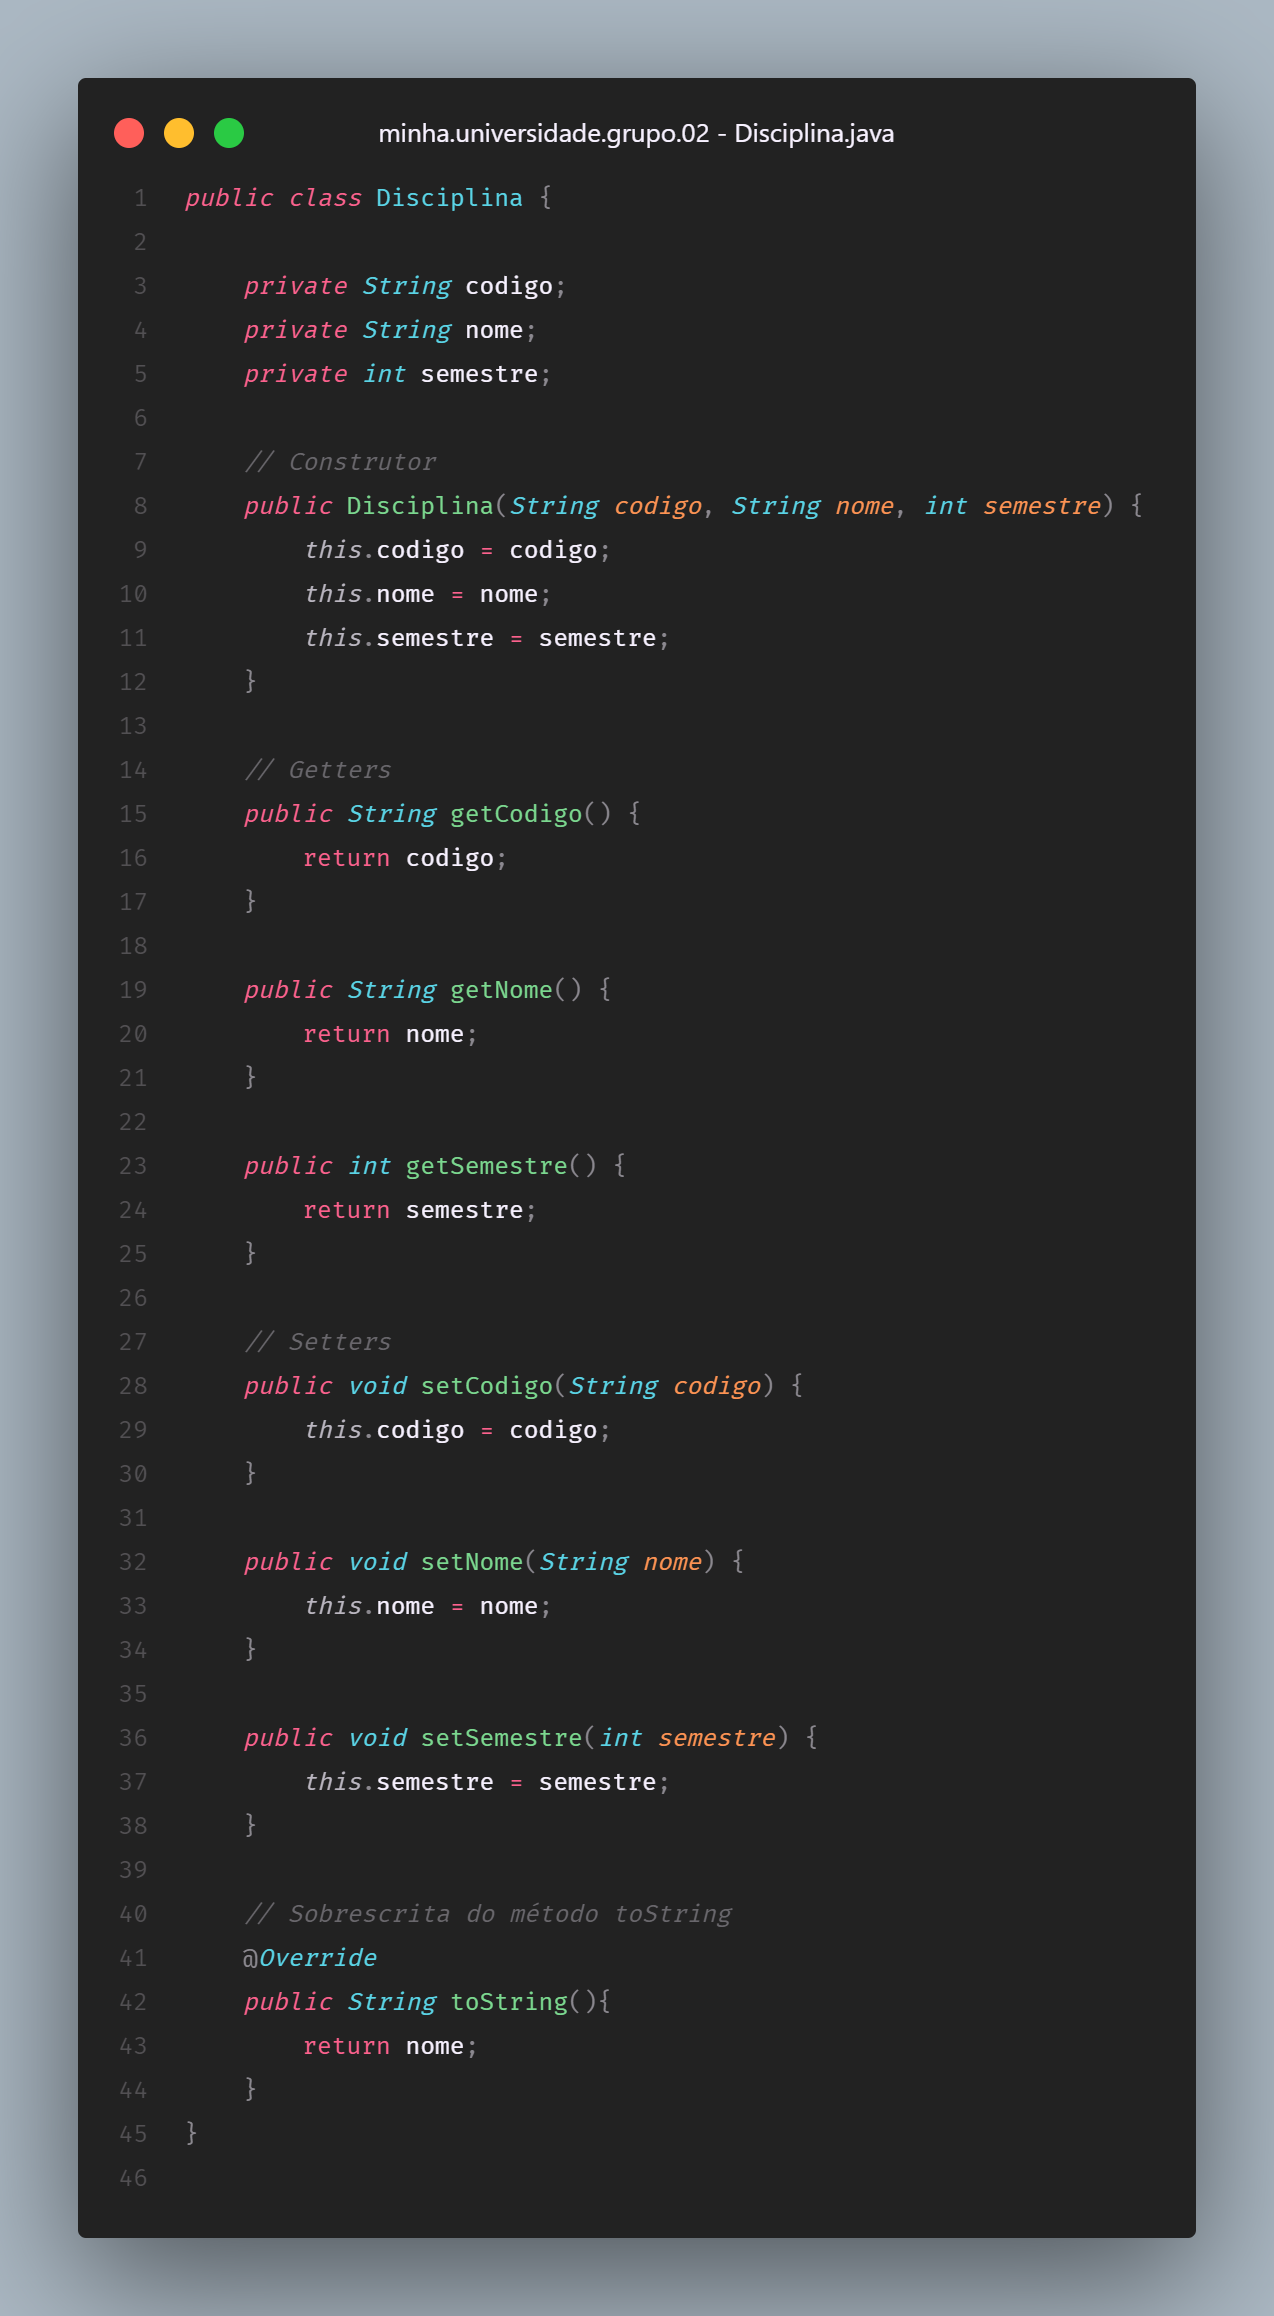 minha.universidade.grupo.02 - Disciplina.java
1 public class Disciplina {
2
3     private String codigo;
4     private String nome;
5     private int semestre;
6
7     // Construtor
8     public Disciplina(String codigo, String nome, int semestre) {
9         this.codigo = codigo;
10         this.nome = nome;
11         this.semestre = semestre;
12     }
13
14     // Getters
15     public String getCodigo() {
16         return codigo;
17     }
18
19     public String getNome() {
20         return nome;
21     }
22
23     public int getSemestre() {
24         return semestre;
25     }
26
27     // Setters
28     public void setCodigo(String codigo) {
29         this.codigo = codigo;
30     }
31
32     public void setNome(String nome) {
33         this.nome = nome;
34     }
35
36     public void setSemestre(int semestre) {
37         this.semestre = semestre;
38     }
39
40     // Sobrescrita do método toString
41     @Override
42     public String toString(){
43         return nome;
44     }
45 }
46